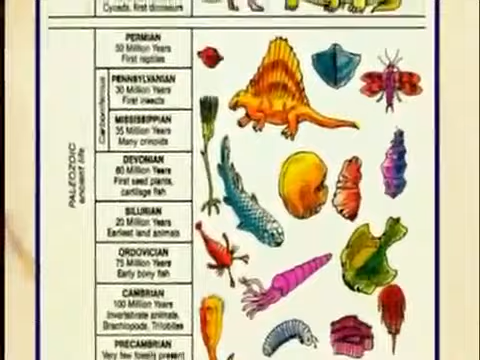 Cycads, first dinosaurs
PERMIAN
50 Million Years
First reptiles
PENNSYLVANIAN
30 Million Years
First insects
MISSISSIPPIAN
35 Million Years
Many crinoids
Carboniferous
DEVONIAN
60 Million Years
First seed plants,
cartilage fish
PALEOZOIC
ancient life
SILURIAN
20 Million Years
Earliest land animals
ORDOVICIAN
75 Million Years
Early bony fish
CAMBRIAN
100 Million Years
Invertebrate animals,
Brachiopods, Trilobites
PRECAMBRIAN
Very few fossils present